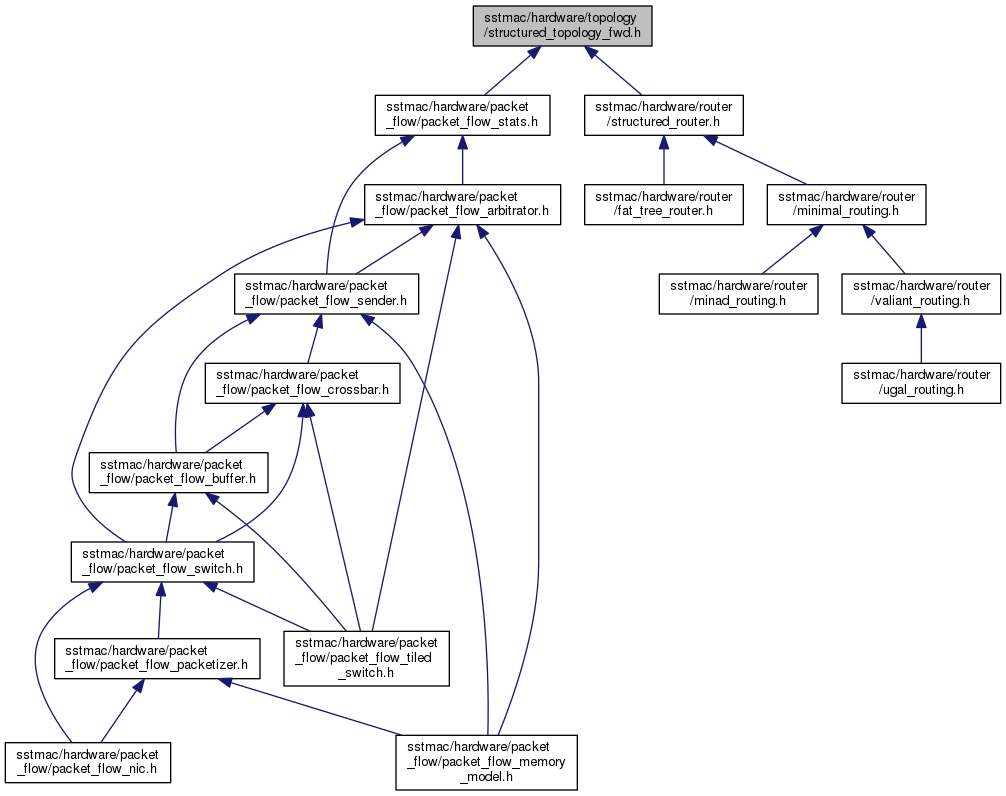 sstmac/hardware/topology
/structured_topology_fwd.h
sstmac/hardware/packet
_flow/packet_flow_stats.h
sstmac/hardware/router
/structured_router.h
sstmac/hardware/packet
_flow/packet_flow_arbitrator.h
sstmac/hardware/router
/fat_tree_router.h
sstmac/hardware/router
/minimal_routing.h
sstmac/hardware/packet
_flow/packet_flow_sender.h
sstmac/hardware/router
/minad_routing.h
sstmac/hardware/router
/valiant_routing.h
sstmac/hardware/packet
_flow/packet_flow_crossbar.h
sstmac/hardware/router
/ugal_routing.h
sstmac/hardware/packet
_flow/packet_flow_buffer.h
sstmac/hardware/packet
_flow/packet_flow_switch.h
sstmac/hardware/packet
_flow/packet_flow_packetizer.h
sstmac/hardware/packet
_flow/packet_flow_tiled
_switch.h
sstmac/hardware/packet
_flow/packet_flow_nic.h
sstmac/hardware/packet
_flow/packet_flow_memory
_model.h